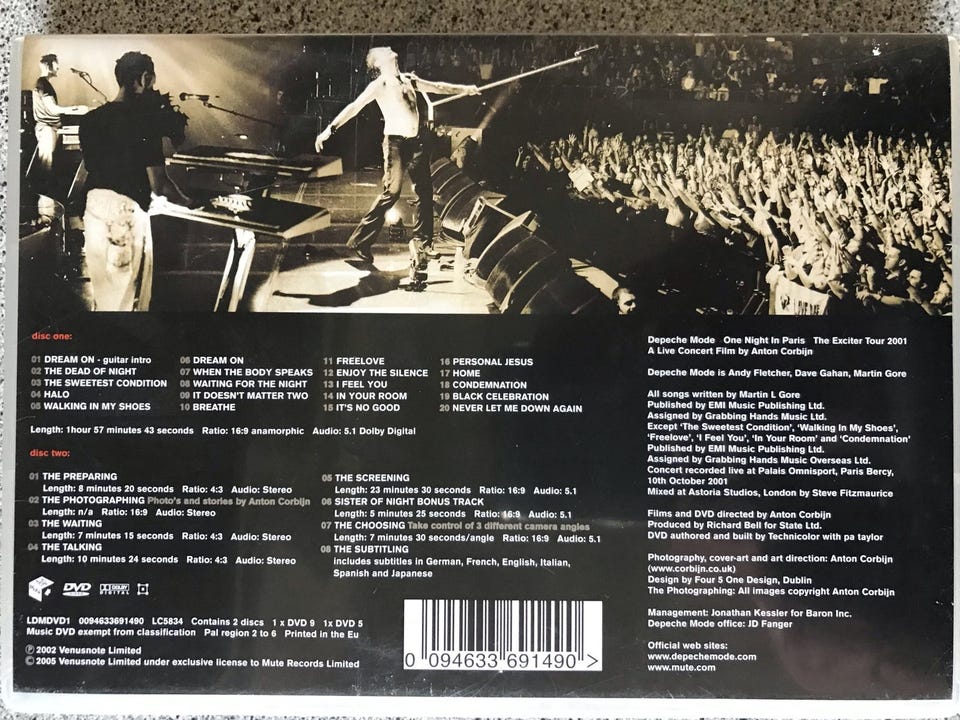 disc one:
01 DREAM ON - guitar intro
02 THE DEAD OF NIGHT
03 THE SWEETEST CONDITION
04 HALO
05 WALKING IN MY SHOES
06 DREAM ON
07 WHEN THE BODY SPEAKS
08 WAITING FOR THE NIGHT
09 IT DOESN'T MATTER TWO
10 BREATHE
11 FREELOVE
12 ENJOY THE SILENCE
13 I FEEL YOU
14 IN YOUR ROOM
15 IT'S NO GOOD
16 PERSONAL JESUS
17 HOME
18 CONDEMNATION
19 BLACK CELEBRATION
20 NEVER LET ME DOWN AGAIN
Length: 1hour 57 minutes 43 seconds Ratio: 16:9 anamorphic Audio: 5.1 Dolby Digital
disc two:
01 THE PREPARING
Length: 8 minutes 20 seconds Ratio: 4:3 Audio: Stereo
02 THE PHOTOGRAPHING Photo's and stories by Anton Corbijn
Length: n/a Ratio: 16:9 Audio: Stereo
03 THE WAITING
Length: 7 minutes 15 seconds Ratio: 4:3 Audio: Stereo
04 THE TALKING
Length: 10 minutes 24 seconds Ratio: 4:3 Audio: Stereo
05 THE SCREENING
Length: 23 minutes 30 seconds Ratio: 16:9 Audio: 5.1
06 SISTER OF NIGHT BONUS TRACK
Length: 5 minutes 25 seconds Ratio: 16:9 Audio: 5.1
07 THE CHOOSING Take control of 3 different camera angles
Length: 7 minutes 30 seconds/angle Ratio: 16:9 Audio: 5.1
08 THE SUBTITLING
includes subtitles in German, French, English, Italian,
Spanish and Japanese
DVD
DOLBY
DIGITAL
LDMDVD1 0094633691490 LC5834 Contains 2 discs 1 x DVD 9 1x DVD 5
Music DVD exempt from classification Pal region 2 to 6 Printed in the Eu
℗ 2002 Venusnote Limited
© 2005 Venusnote Limited under exclusive license to Mute Records Limited
0 094633 691490 >
Depeche Mode One Night In Paris The Exciter Tour 2001
A Live Concert Film by Anton Corbijn
Depeche Mode is Andy Fletcher, Dave Gahan, Martin Gore
All songs written by Martin L Gore
Published by EMI Music Publishing Ltd.
Assigned by Grabbing Hands Music Ltd.
Except 'The Sweetest Condition', 'Walking In My Shoes',
'Freelove', 'I Feel You', 'In Your Room' and 'Condemnation'
Published by EMI Music Publishing Ltd.
Assigned by Grabbing Hands Music Overseas Ltd.
Concert recorded live at Palais Omnisport, Paris Bercy,
10th October 2001
Mixed at Astoria Studios, London by Steve Fitzmaurice
Films and DVD directed by Anton Corbijn
Produced by Richard Bell for State Ltd.
DVD authored and built by Technicolor with pa taylor
Photography, cover-art and art direction: Anton Corbijn
(www.corbijn.co.uk)
Design by Four 5 One Design, Dublin
The Photographing: All images copyright Anton Corbijn
Management: Jonathan Kessler for Baron Inc.
Depeche Mode office: JD Fanger
Official web sites:
www.depechemode.com
www.mute.com